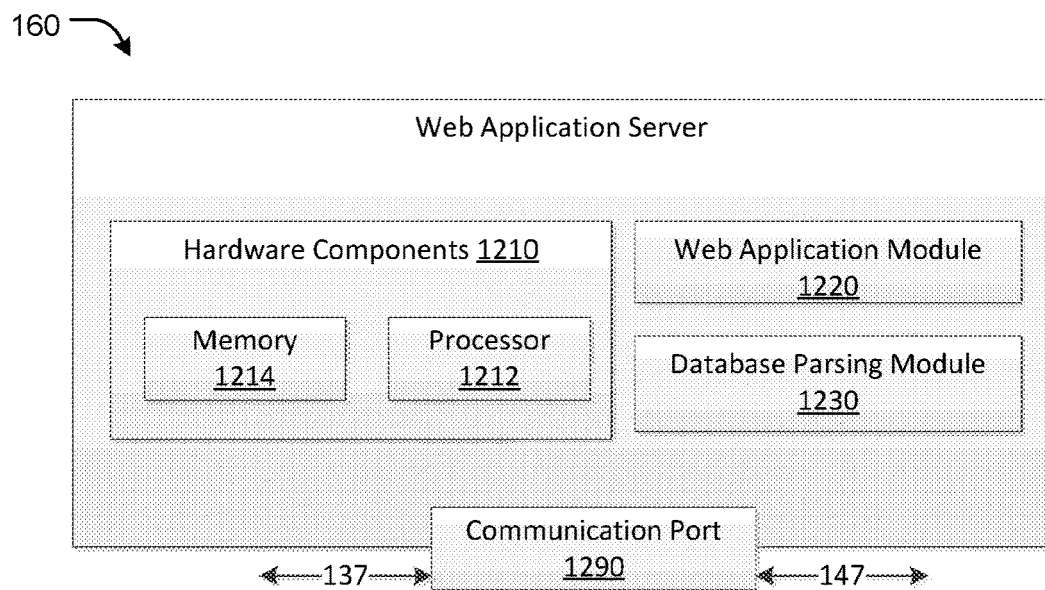 160
Web Application Server
Hardware Components 1210
Memory
1214
Processor
1212
Web Application Module
1220
Database Parsing Module
1230
Communication Port
1290
137
147